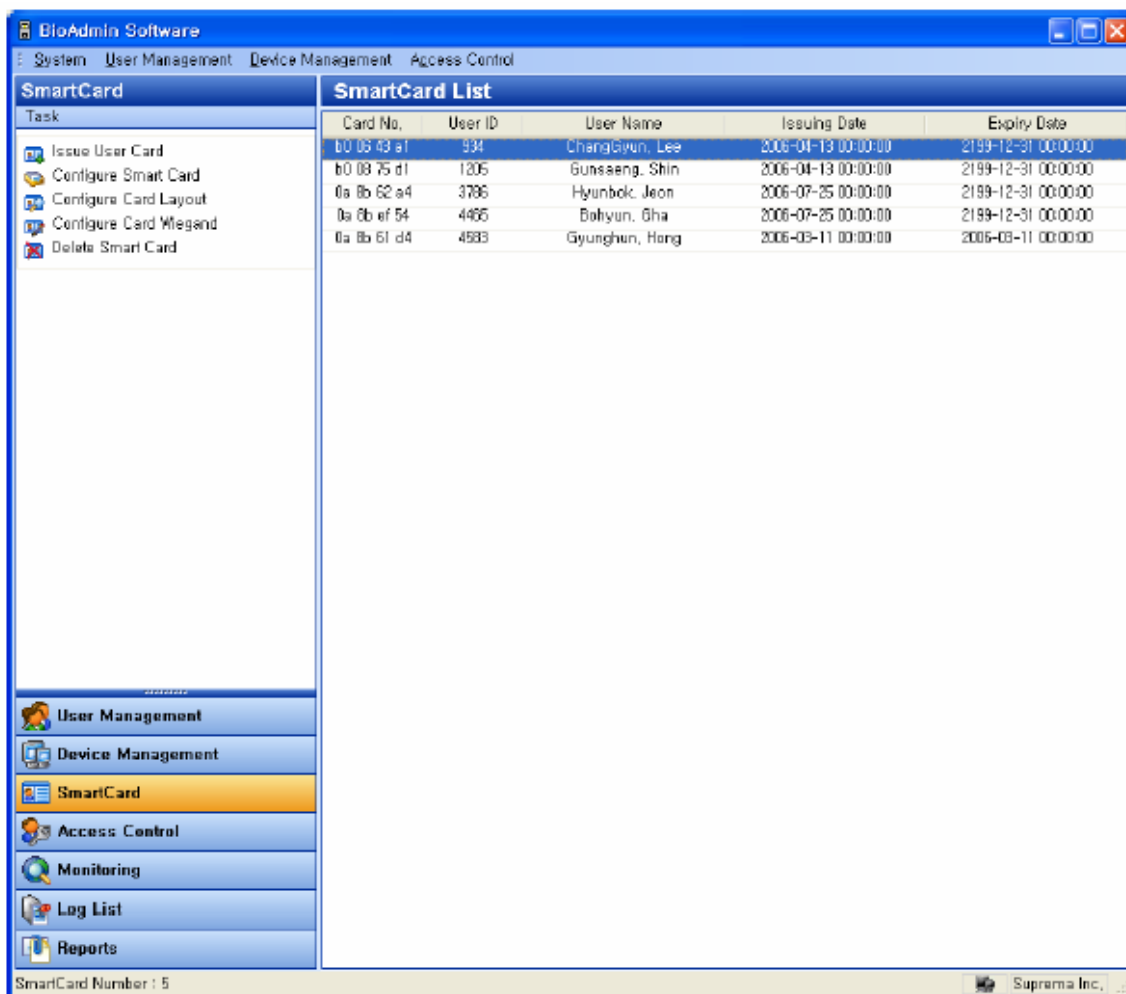 BioAdmin Software
System User Management Device Management Access Control
SmartCard
Task
Issue User Card
Configure Smart Card
Configure Card Layout
Configure Card Wiegand
Delete Smart Card
SmartCard List
Card No. User ID User Name Issuing Date Expiry Date
b0 06 43 a1 934 ChangGyun, Lee 2006-04-13 00:00:00 2199-12-31 00:00:00
b0 08 75 d1 1205 Gunsaeng, Shin 2006-04-13 00:00:00 2199-12-31 00:00:00
0a 8b 62 a4 3786 Hyunbok, Jeon 2006-07-25 00:00:00 2199-12-31 00:00:00
0a 6b ef 54 4465 Bohyun, Gha 2006-07-25 00:00:00 2199-12-31 00:00:00
0a 8b 61 d4 4583 Gyunghun, Hong 2006-03-11 00:00:00 2006-03-11 00:00:00
User Management
Device Management
SmartCard
Access Control
Monitoring
Log List
Reports
SmartCard Number : 5
Suprema Inc.